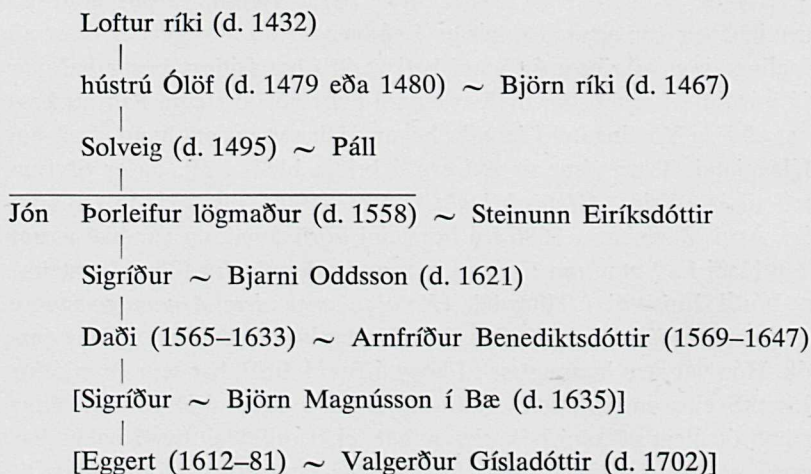 Loftur ríki (d. 1432)
hústrú Ólöf (d. 1479 eða 1480) ~ Björn ríki (d. 1467)
Solveig (d. 1495) ~ Páll
Jón Þorleifur lögmaður (d. 1558) ~ Steinunn Eiríksdóttir
Sigríður ~ Bjarni Oddsson (d. 1621)
Daði (1565–1633) ~ Arnfríður Benediktsdóttir (1569–1647)
[Sigríður ~ Björn Magnússon í Bæ (d. 1635)]
[Eggert (1612–81) ~ Valgerður Gísladóttir (d. 1702)]